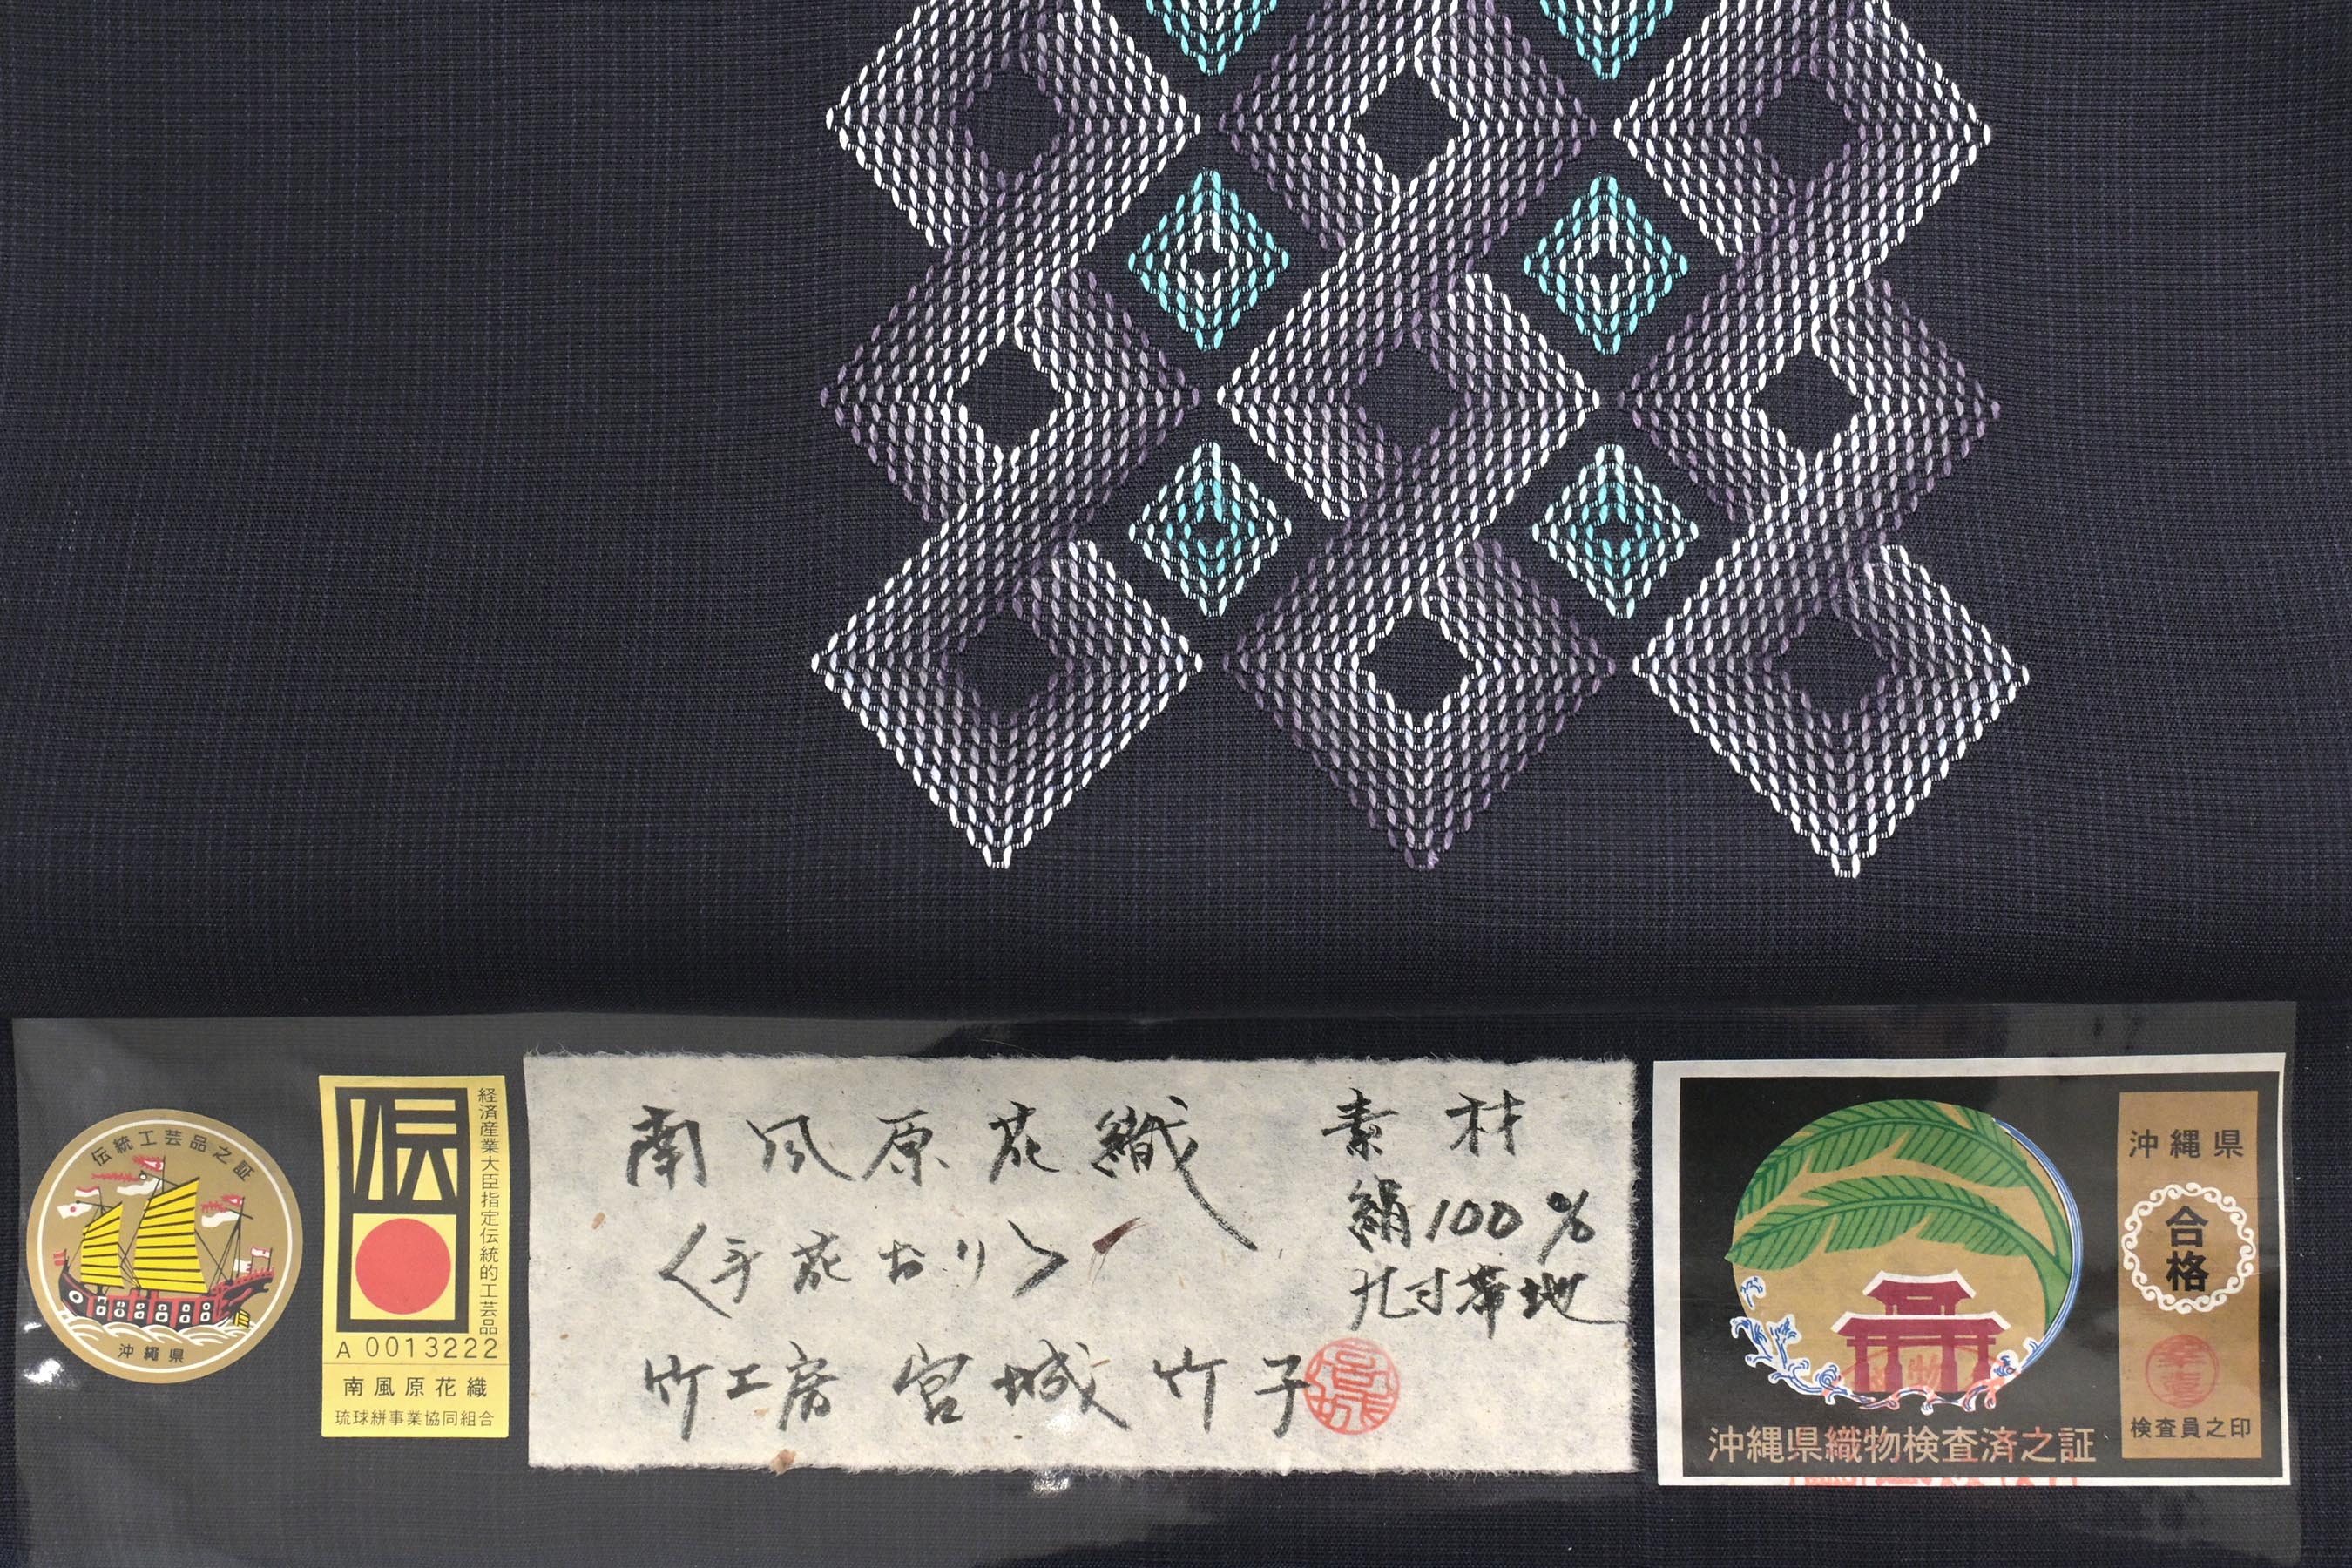 伝統工芸品之証
沖縄県
伝
経済産業大臣指定伝統的工芸品
A 0013222
南風原花織
琉球絣事業協同組合
南風原花織
〈手花おり〉
竹工房 宮城 竹子
宮城
素材
絹100%
九寸帯地
沖縄県織物検査済之証
沖縄県
合格
検査員之印